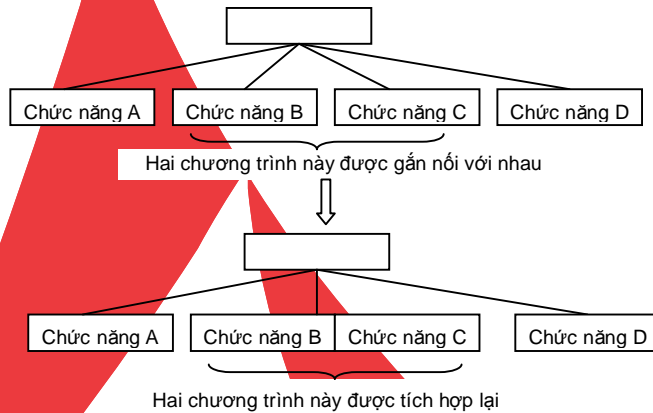 Chức năng A Chức năng B Chức năng C Chức năng D
Hai chương trình này được gắn nối với nhau
Chức năng A Chức năng B Chức năng C Chức năng D
Hai chương trình này được tích hợp lại